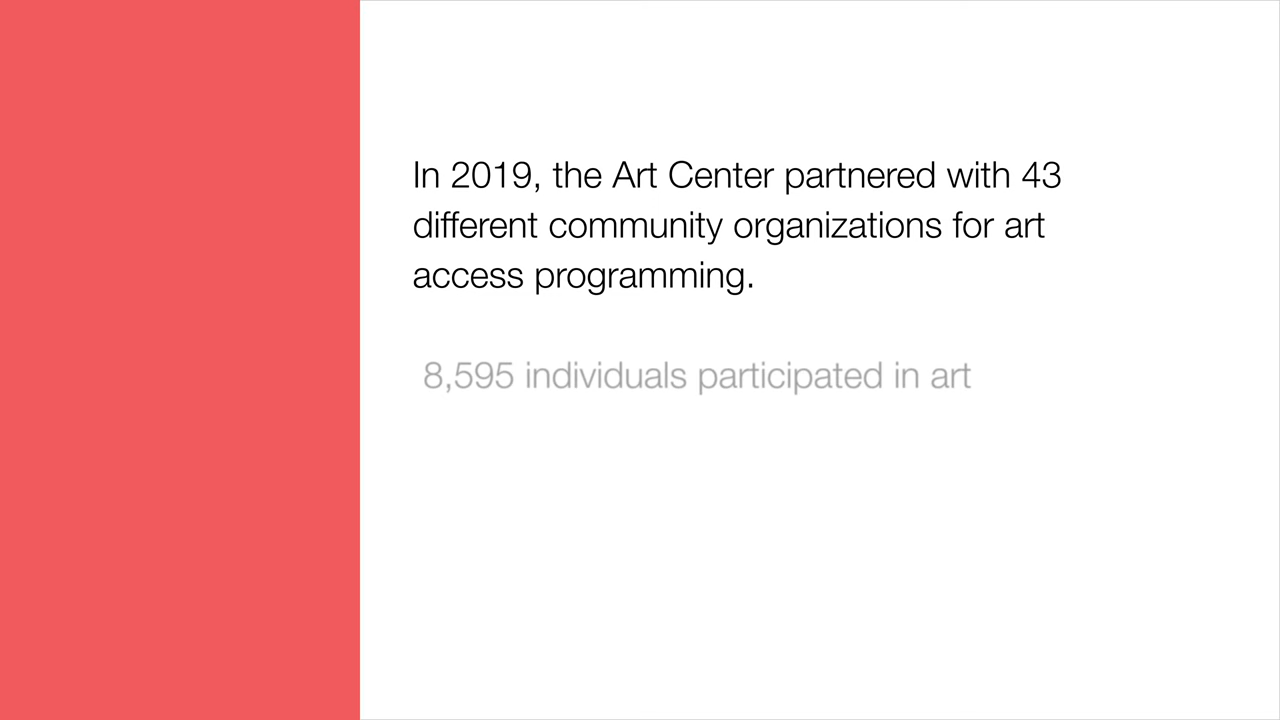 In 2019, the Art Center partnered with 43
different community organizations for art
access programming.
8,595 individuals participated in art